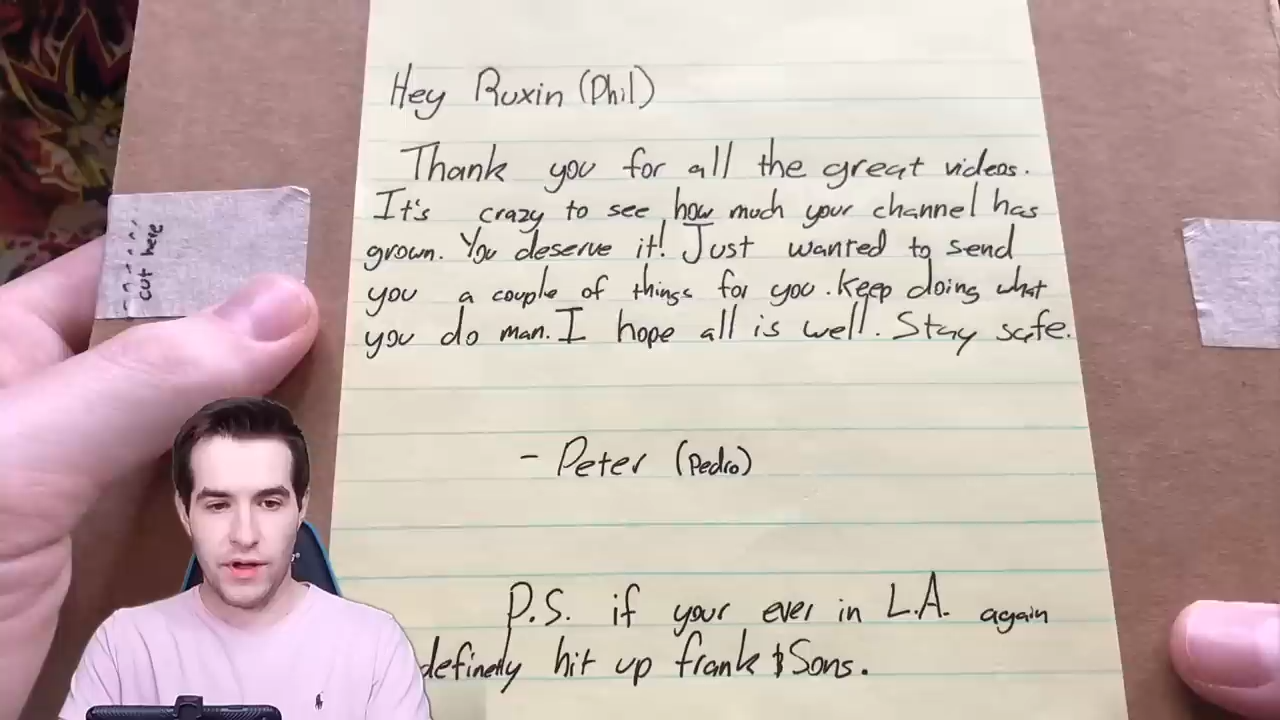 Hey Ruxin (Phil)
Thank you for all the great videos.
It's crazy to see how much your channel has
grown. You deserve it! Just wanted to send
you a couple of things for you. Keep doing what
you do man. I hope all is well. Stay safe.
- Peter (Pedro)
P.S. if your ever in L.A. again
definetly hit up frank $ Sons.
cut here